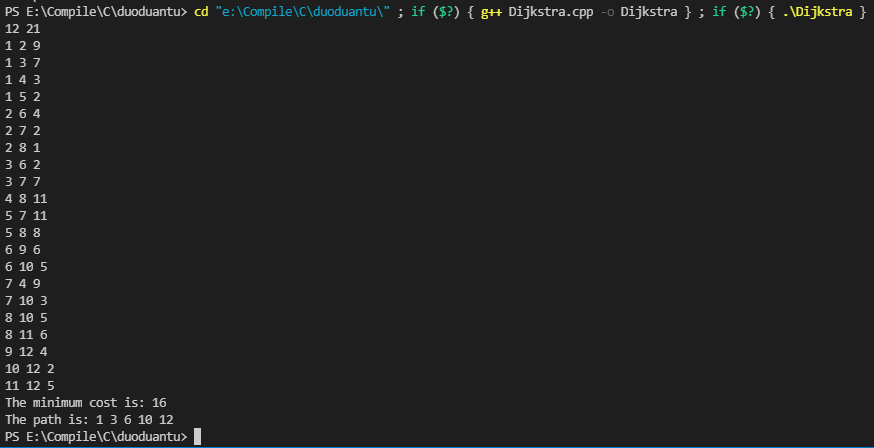 PS E:\Compile\C\duoduantu> cd "e:\Compile\C\duoduantu\" ; if ($?) { g++ Dijkstra.cpp -o Dijkstra } ; if ($?) { .\Dijkstra }
12 21
1 2 9
1 3 7
1 4 3
1 5 2
2 6 4
2 7 2
2 8 1
3 6 2
3 7 7
4 8 11
5 7 11
5 8 8
6 9 6
6 10 5
7 4 9
7 10 3
8 10 5
8 11 6
9 12 4
10 12 2
11 12 5
The minimum cost is: 16
The path is: 1 3 6 10 12
PS E:\Compile\C\duoduantu>